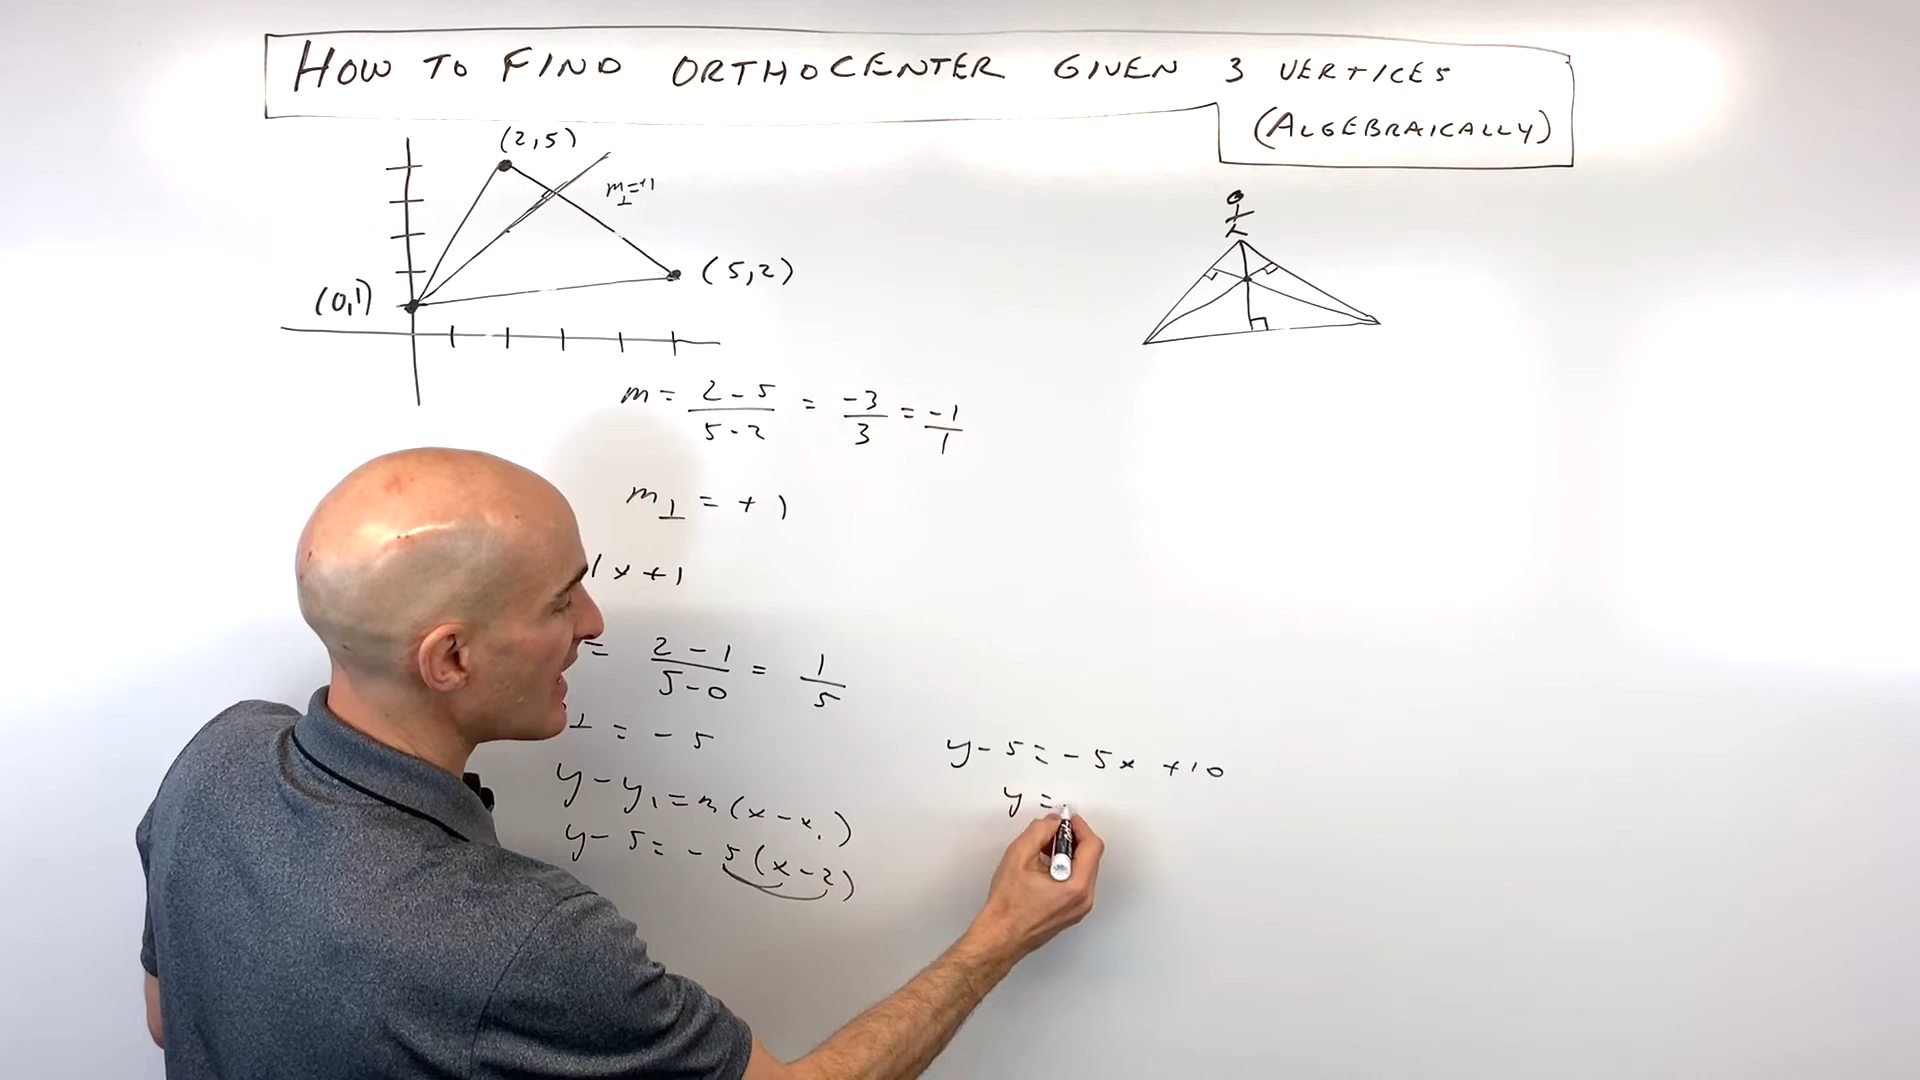 HOW TO FIND ORTHOCENTER GIVEN 3 VERTICES
(ALGEBRAICALLY)
(2,5)
m⊥=+1
(5,2)
(0,1)
m = 2-5/5-2 = -3/3 = -1/1
m⊥ = +1
1x+1
= 2-1/5-0 = 1/5
⊥ = -5
y-y₁=m(x-x₁)
y-5=-5(x-2)
y-5=-5x+10
y=